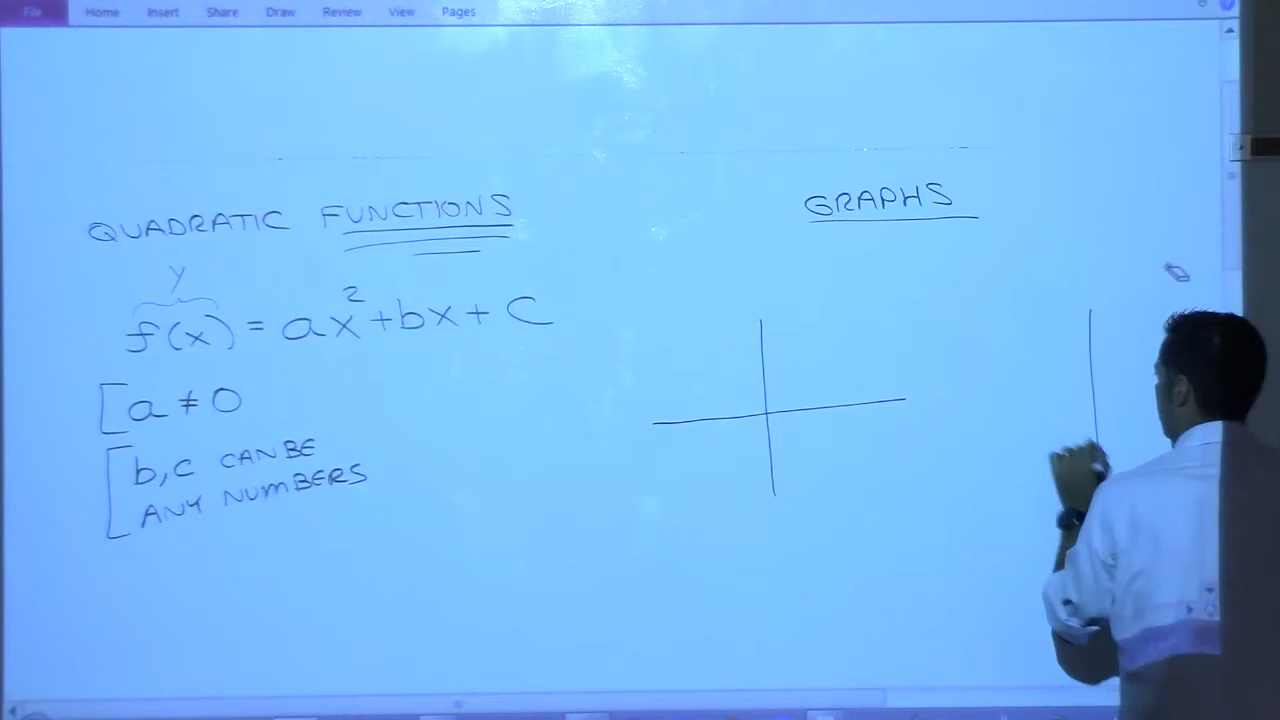 File Home Insert Share Draw Review View Pages
QUADRATIC FUNCTIONS
y
f(x) = ax²+bx+c
[a ≠ 0
[b,c CAN BE
ANY NUMBERS
GRAPHS